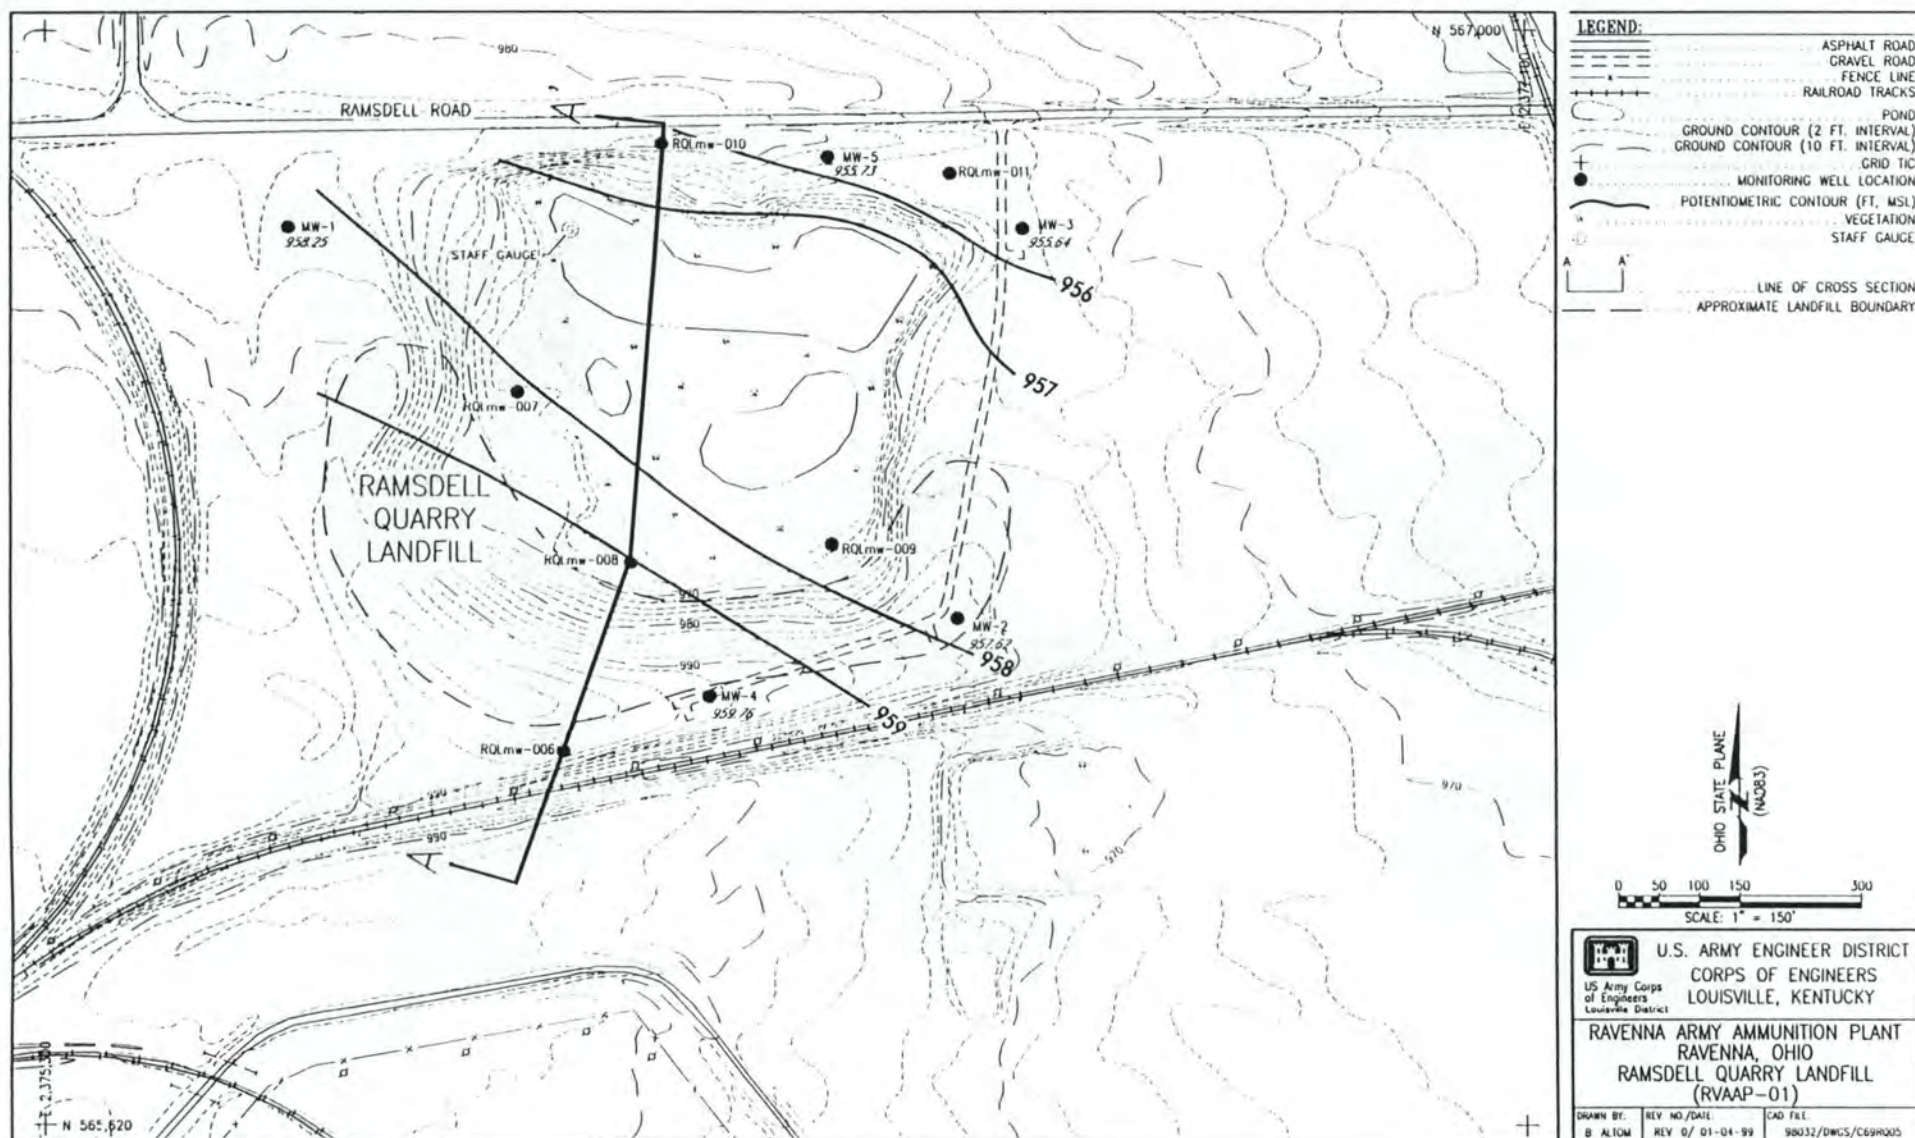 980
N 567,000
RAMSDELL ROAD
A'
RQLmw-010
MW-5
955.73
RQLmw-011
MW-1
958.25
MW-3
955.64
STAFF GAUGE
956
957
RQLmw-007
RAMSDELL
QUARRY
LANDFILL
RQLmw-008
RQLmw-009
970
980
MW-2
957.62
958
990
MW-4
959.76
959
RQLmw-006
990
990
A
970
970
2,375,300
N 565,620
LEGEND:
ASPHALT ROAD
GRAVEL ROAD
FENCE LINE
RAILROAD TRACKS
POND
GROUND CONTOUR (2 FT. INTERVAL)
GROUND CONTOUR (10 FT. INTERVAL)
GRID TIC
MONITORING WELL LOCATION
POTENTIOMETRIC CONTOUR (FT, MSL)
VEGETATION
STAFF GAUGE
A A'
LINE OF CROSS SECTION
APPROXIMATE LANDFILL BOUNDARY
OHIO STATE PLANE
(NAD83)
N
0 50 100 150 300
SCALE: 1" = 150'
U.S. ARMY ENGINEER DISTRICT
CORPS OF ENGINEERS
LOUISVILLE, KENTUCKY
US Army Corps
of Engineers
Louisville District
RAVENNA ARMY AMMUNITION PLANT
RAVENNA, OHIO
RAMSDELL QUARRY LANDFILL
(RVAAP-01)
DRAWN BY: REV NO./DATE: CAD FILE:
B. ALTOM REV 0/ 01-04-99 98032/DWGS/C69RQ05